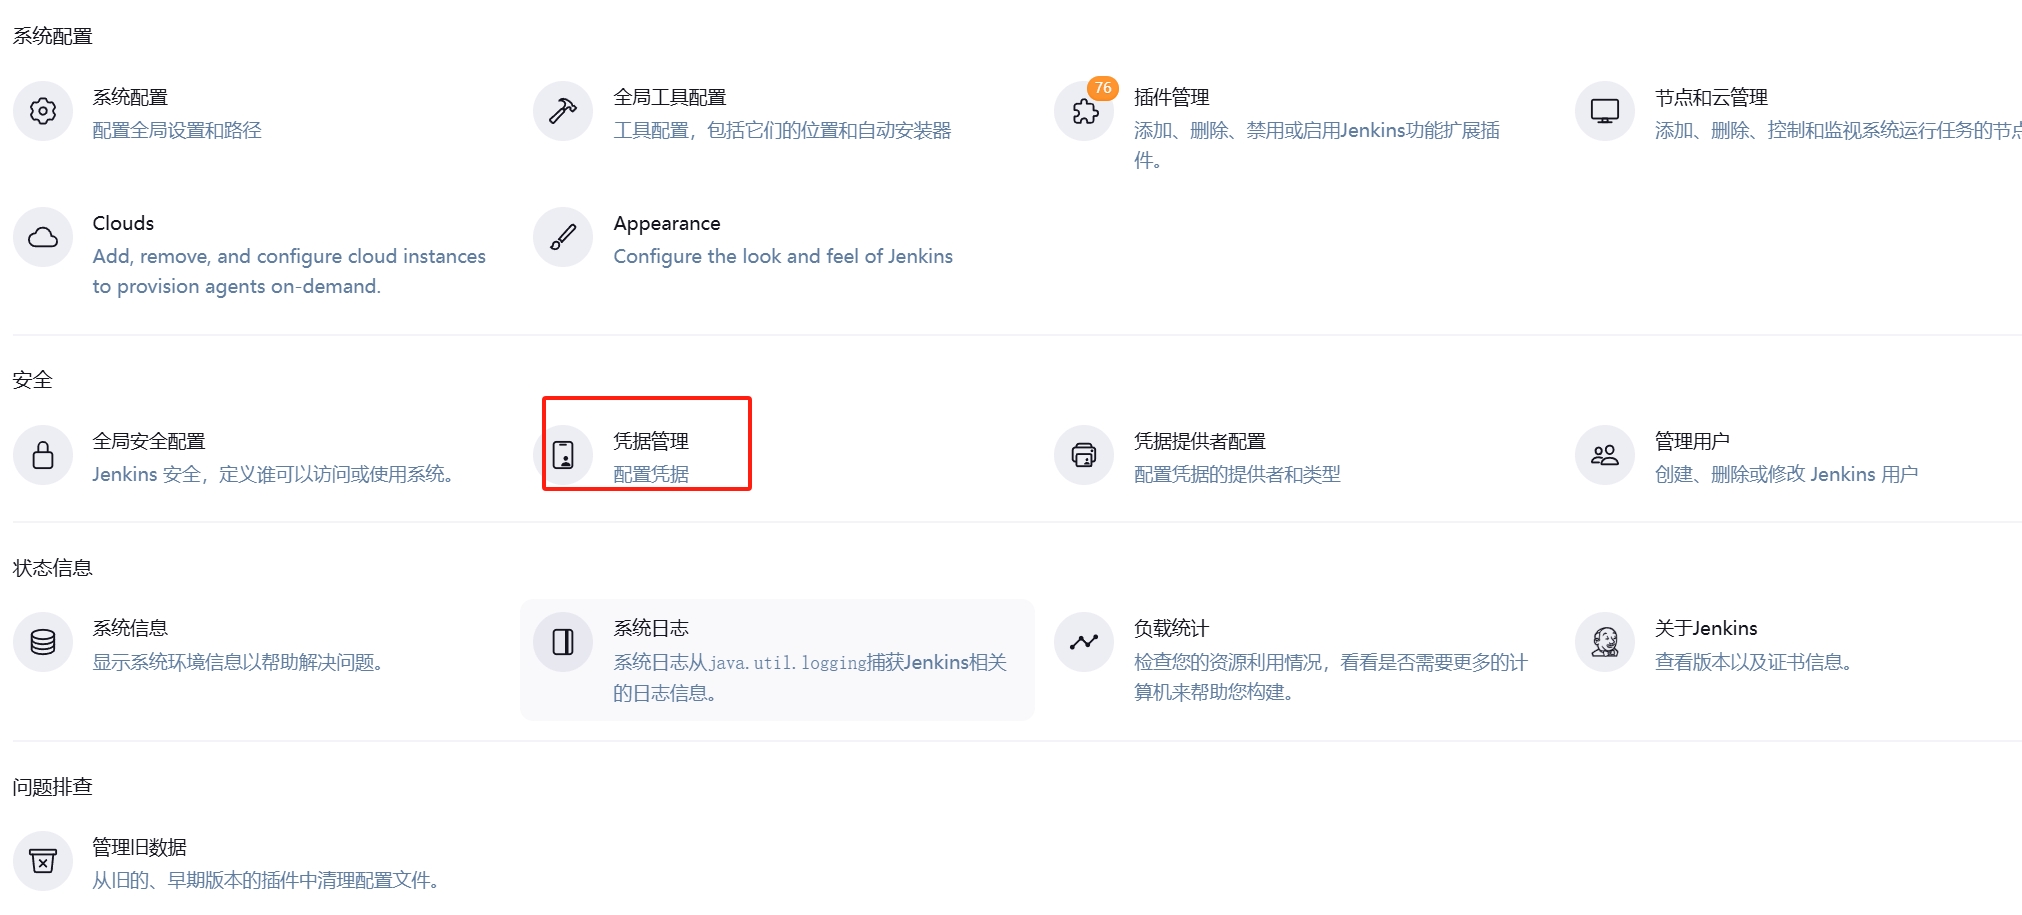 系统配置
系统配置
配置全局设置和路径
全局工具配置
工具配置，包括它们的位置和自动安装器
76
插件管理
添加、删除、禁用或启用Jenkins功能扩展插
件。
节点和云管理
添加、删除、控制和监视系统运行任务的节点
Clouds
Add, remove, and configure cloud instances
to provision agents on-demand.
Appearance
Configure the look and feel of Jenkins
安全
全局安全配置
Jenkins 安全，定义谁可以访问或使用系统。
凭据管理
配置凭据
凭据提供者配置
配置凭据的提供者和类型
管理用户
创建、删除或修改 Jenkins 用户
状态信息
系统信息
显示系统环境信息以帮助解决问题。
系统日志
系统日志从java.util.logging捕获Jenkins相关
的日志信息。
负载统计
检查您的资源利用情况，看看是否需要更多的计
算机来帮助您构建。
关于Jenkins
查看版本以及证书信息。
问题排查
管理旧数据
从旧的、早期版本的插件中清理配置文件。